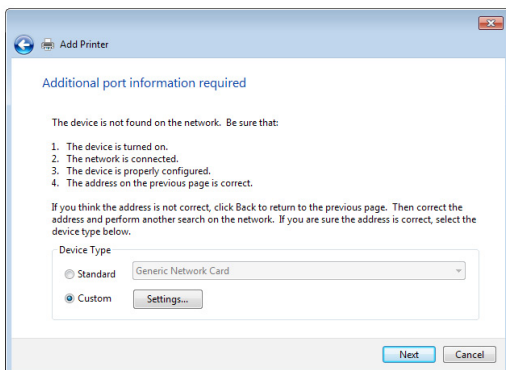 Add Printer
Additional port information required
The device is not found on the network. Be sure that:
1. The device is turned on.
2. The network is connected.
3. The device is properly configured.
4. The address on the previous page is correct.
If you think the address is not correct, click Back to return to the previous page. Then correct the
address and perform another search on the network. If you are sure the address is correct, select the
device type below.
Device Type
Standard Generic Network Card
Custom Settings...
Next Cancel